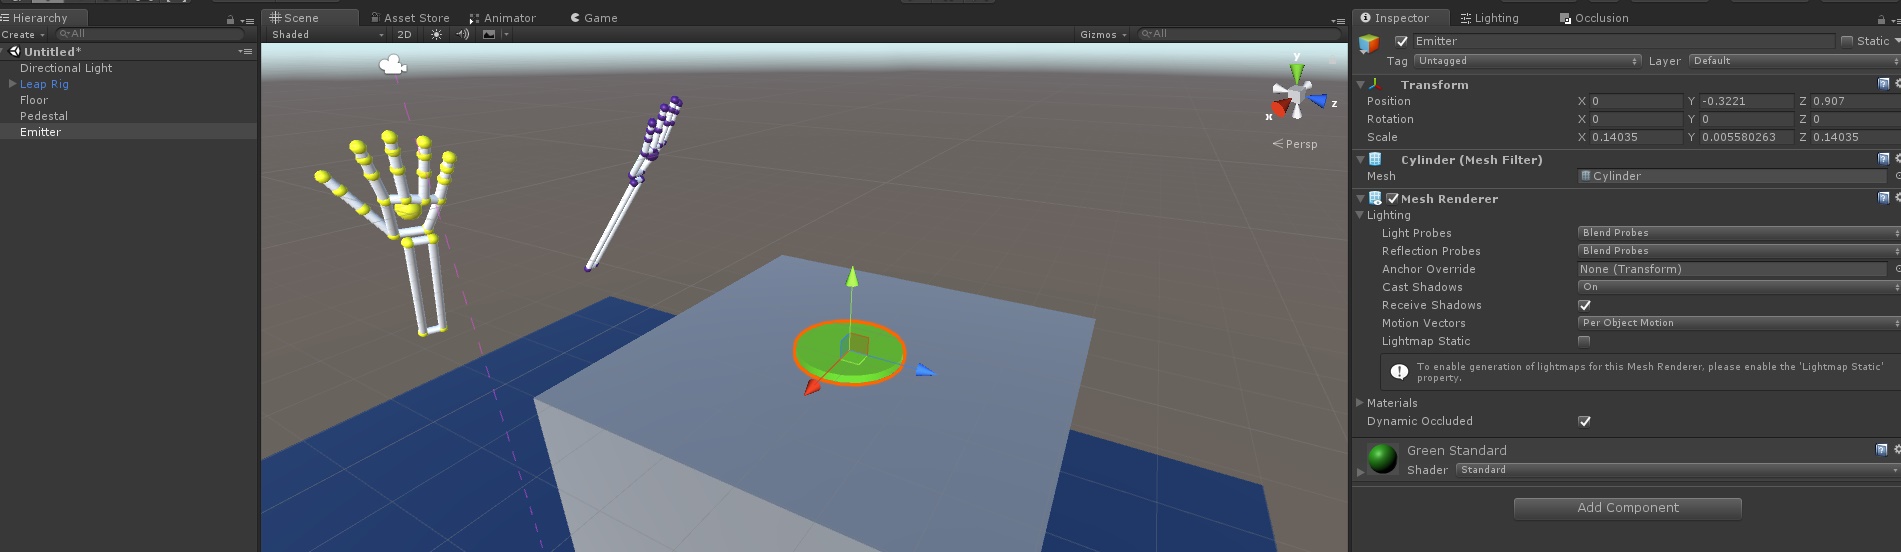 Hierarchy
Create All
Untitled*
Directional Light
Leap Rig
Floor
Pedestal
Emitter
Scene Asset Store Animator Game
Shaded 2D Gizmos All
y
z
x
Persp
Inspector Lighting Occlusion
Emitter Static
Tag Untagged Layer Default
Transform
Position X 0 Y -0.3221 Z 0.907
Rotation X 0 Y 0 Z 0
Scale X 0.14035 Y 0.005580263 Z 0.14035
Cylinder (Mesh Filter)
Mesh Cylinder
Mesh Renderer
Lighting
Light Probes Blend Probes
Reflection Probes Blend Probes
Anchor Override None (Transform)
Cast Shadows On
Receive Shadows
Motion Vectors Per Object Motion
Lightmap Static
To enable generation of lightmaps for this Mesh Renderer, please enable the 'Lightmap Static'
property.
Materials
Dynamic Occluded
Green Standard
Shader Standard
Add Component